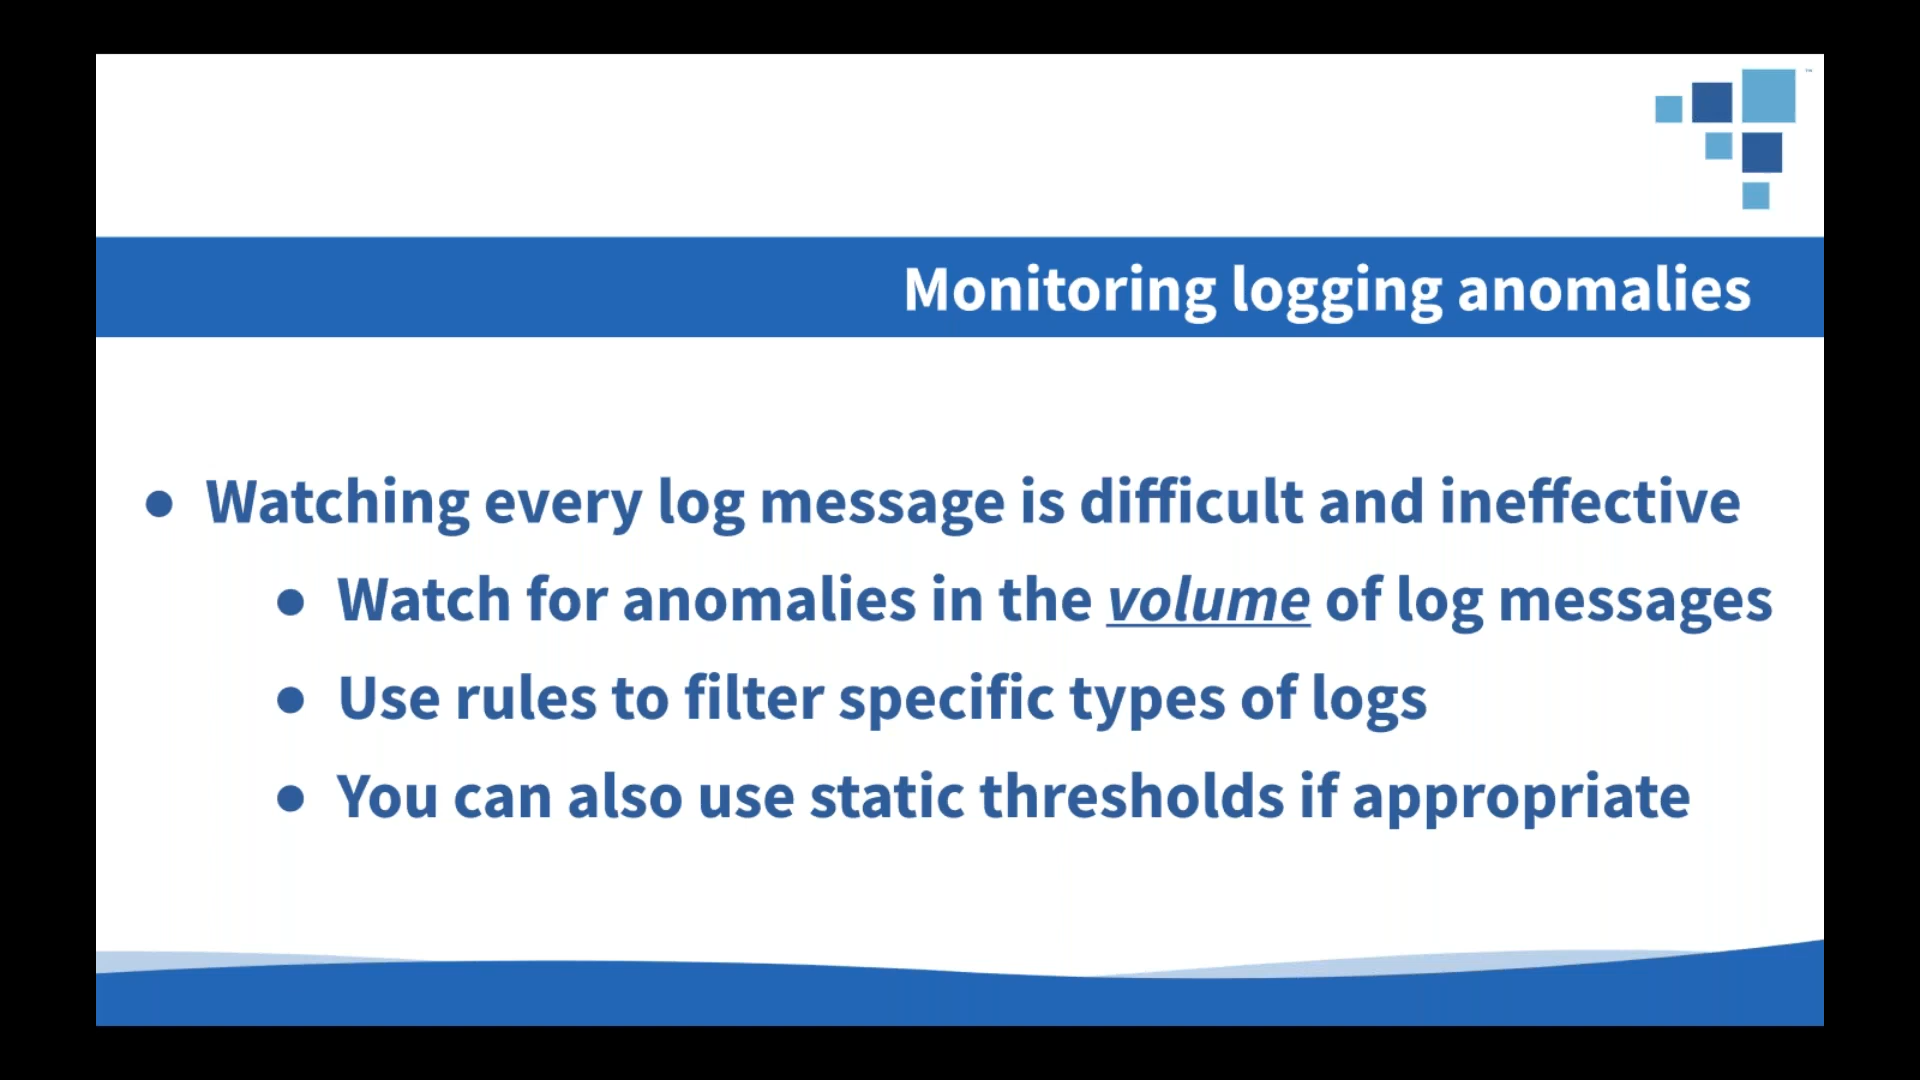 Monitoring logging anomalies
● Watching every log message is difficult and ineffective
● Watch for anomalies in the volume of log messages
● Use rules to filter specific types of logs
● You can also use static thresholds if appropriate